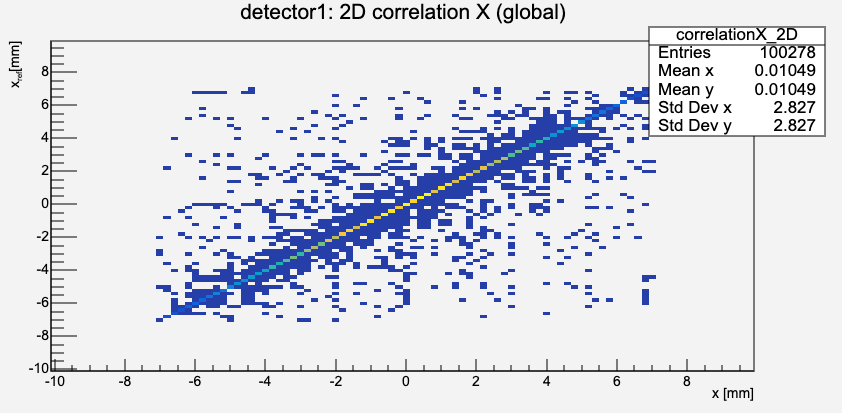 detector1: 2D correlation X (global)
correlationX_2D
Entries 100278
Mean x 0.01049
Mean y 0.01049
Std Dev x 2.827
Std Dev y 2.827
x_ref [mm]
8
6
4
2
0
-2
-4
-6
-8
-10
-10 -8 -6 -4 -2 0 2 4 6 8
x [mm]